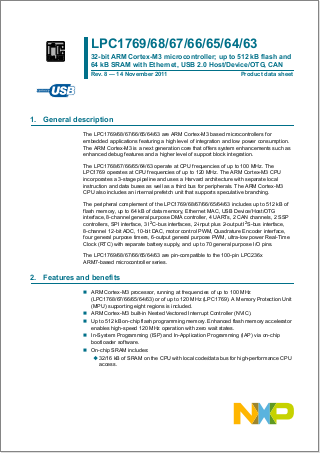 LPC1769/68/67/66/65/64/63
32-bit ARM Cortex-M3 microcontroller; up to 512 kB flash and
64 kB SRAM with Ethernet, USB 2.0 Host/Device/OTG, CAN
Rev. 8 — 14 November 2011 Product data sheet
USB
1. General description
The LPC1769/68/67/66/65/64/63 are ARM Cortex-M3 based microcontrollers for
embedded applications featuring a high level of integration and low power consumption.
The ARM Cortex-M3 is a next generation core that offers system enhancements such as
enhanced debug features and a higher level of support block integration.
The LPC1768/67/66/65/64/63 operate at CPU frequencies of up to 100 MHz. The
LPC1769 operates at CPU frequencies of up to 120 MHz. The ARM Cortex-M3 CPU
incorporates a 3-stage pipeline and uses a Harvard architecture with separate local
instruction and data buses as well as a third bus for peripherals. The ARM Cortex-M3
CPU also includes an internal prefetch unit that supports speculative branching.
The peripheral complement of the LPC1769/68/67/66/65/64/63 includes up to 512 kB of
flash memory, up to 64 kB of data memory, Ethernet MAC, USB Device/Host/OTG
interface, 8-channel general purpose DMA controller, 4 UARTs, 2 CAN channels, 2 SSP
controllers, SPI interface, 3 I²C-bus interfaces, 2-input plus 2-output I²S-bus interface,
8-channel 12-bit ADC, 10-bit DAC, motor control PWM, Quadrature Encoder interface,
four general purpose timers, 6-output general purpose PWM, ultra-low power Real-Time
Clock (RTC) with separate battery supply, and up to 70 general purpose I/O pins.
The LPC1769/68/67/66/65/64/63 are pin-compatible to the 100-pin LPC236x
ARM7-based microcontroller series.
2. Features and benefits
■ ARM Cortex-M3 processor, running at frequencies of up to 100 MHz
(LPC1768/67/66/65/64/63) or of up to 120 MHz (LPC1769). A Memory Protection Unit
(MPU) supporting eight regions is included.
■ ARM Cortex-M3 built-in Nested Vectored Interrupt Controller (NVIC).
■ Up to 512 kB on-chip flash programming memory. Enhanced flash memory accelerator
enables high-speed 120 MHz operation with zero wait states.
■ In-System Programming (ISP) and In-Application Programming (IAP) via on-chip
bootloader software.
■ On-chip SRAM includes:
◆ 32/16 kB of SRAM on the CPU with local code/data bus for high-performance CPU
access.
NXP